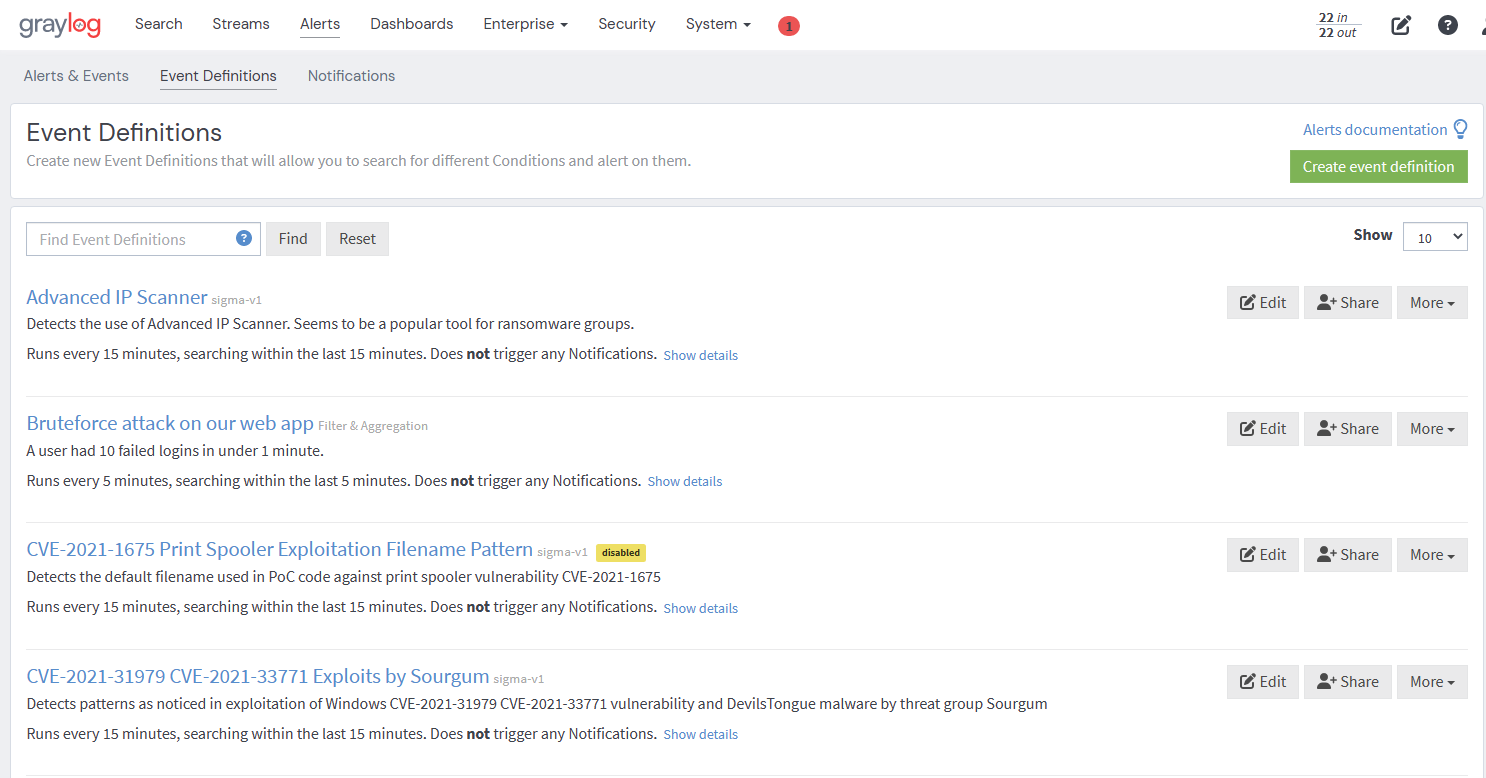 graylog Search Streams Alerts Dashboards Enterprise Security System 1 22 in
22 out
Alerts & Events Event Definitions Notifications
Event Definitions
Alerts documentation
Create new Event Definitions that will allow you to search for different Conditions and alert on them.
Create event definition
Find Event Definitions ? Find Reset Show 10
Advanced IP Scanner sigma-v1
Edit Share More
Detects the use of Advanced IP Scanner. Seems to be a popular tool for ransomware groups.
Runs every 15 minutes, searching within the last 15 minutes. Does not trigger any Notifications. Show details
Bruteforce attack on our web app Filter & Aggregation
Edit Share More
A user had 10 failed logins in under 1 minute.
Runs every 5 minutes, searching within the last 5 minutes. Does not trigger any Notifications. Show details
CVE-2021-1675 Print Spooler Exploitation Filename Pattern sigma-v1 disabled
Edit Share More
Detects the default filename used in PoC code against print spooler vulnerability CVE-2021-1675
Runs every 15 minutes, searching within the last 15 minutes. Does not trigger any Notifications. Show details
CVE-2021-31979 CVE-2021-33771 Exploits by Sourgum sigma-v1
Edit Share More
Detects patterns as noticed in exploitation of Windows CVE-2021-31979 CVE-2021-33771 vulnerability and DevilsTongue malware by threat group Sourgum
Runs every 15 minutes, searching within the last 15 minutes. Does not trigger any Notifications. Show details